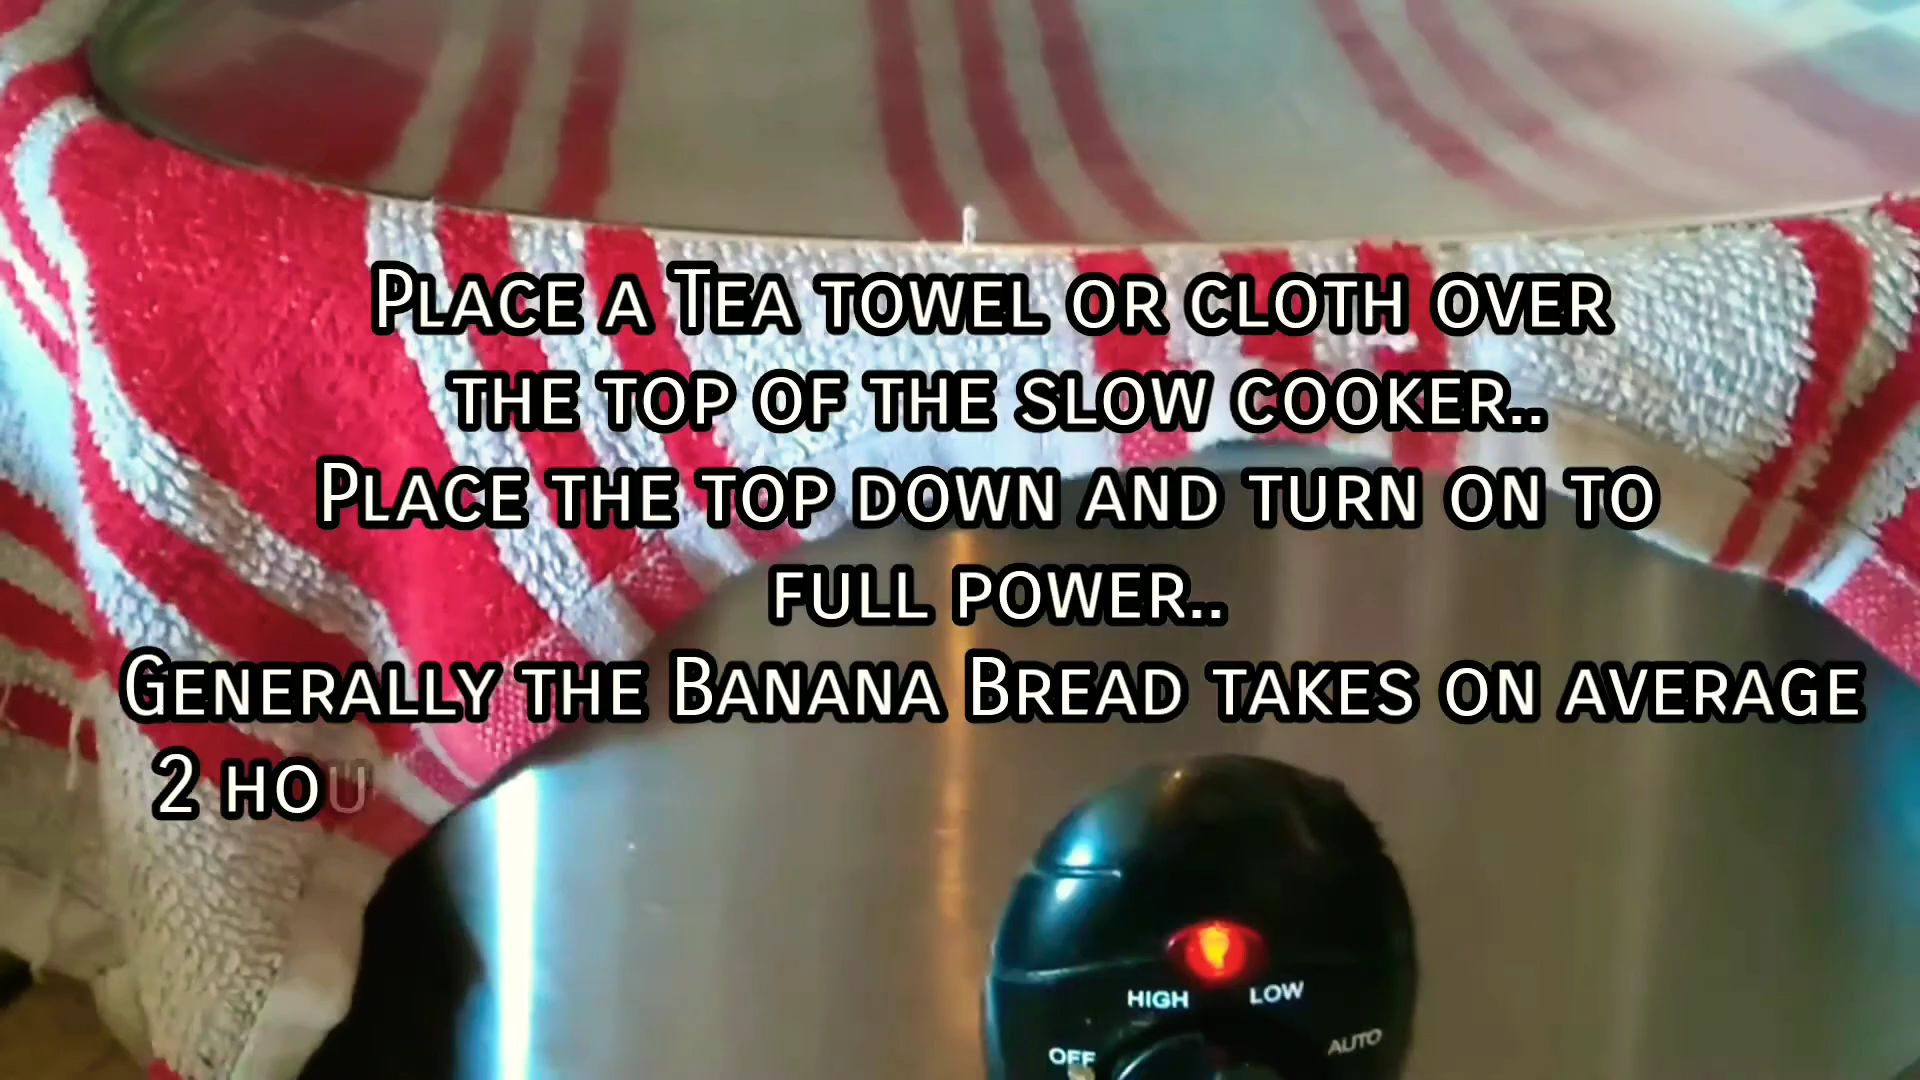 Place a Tea towel or cloth over
the top of the slow cooker..
Place the top down and turn on to
full power..
Generally the Banana Bread takes on average
2 hou
HIGH LOW
OFF AUTO